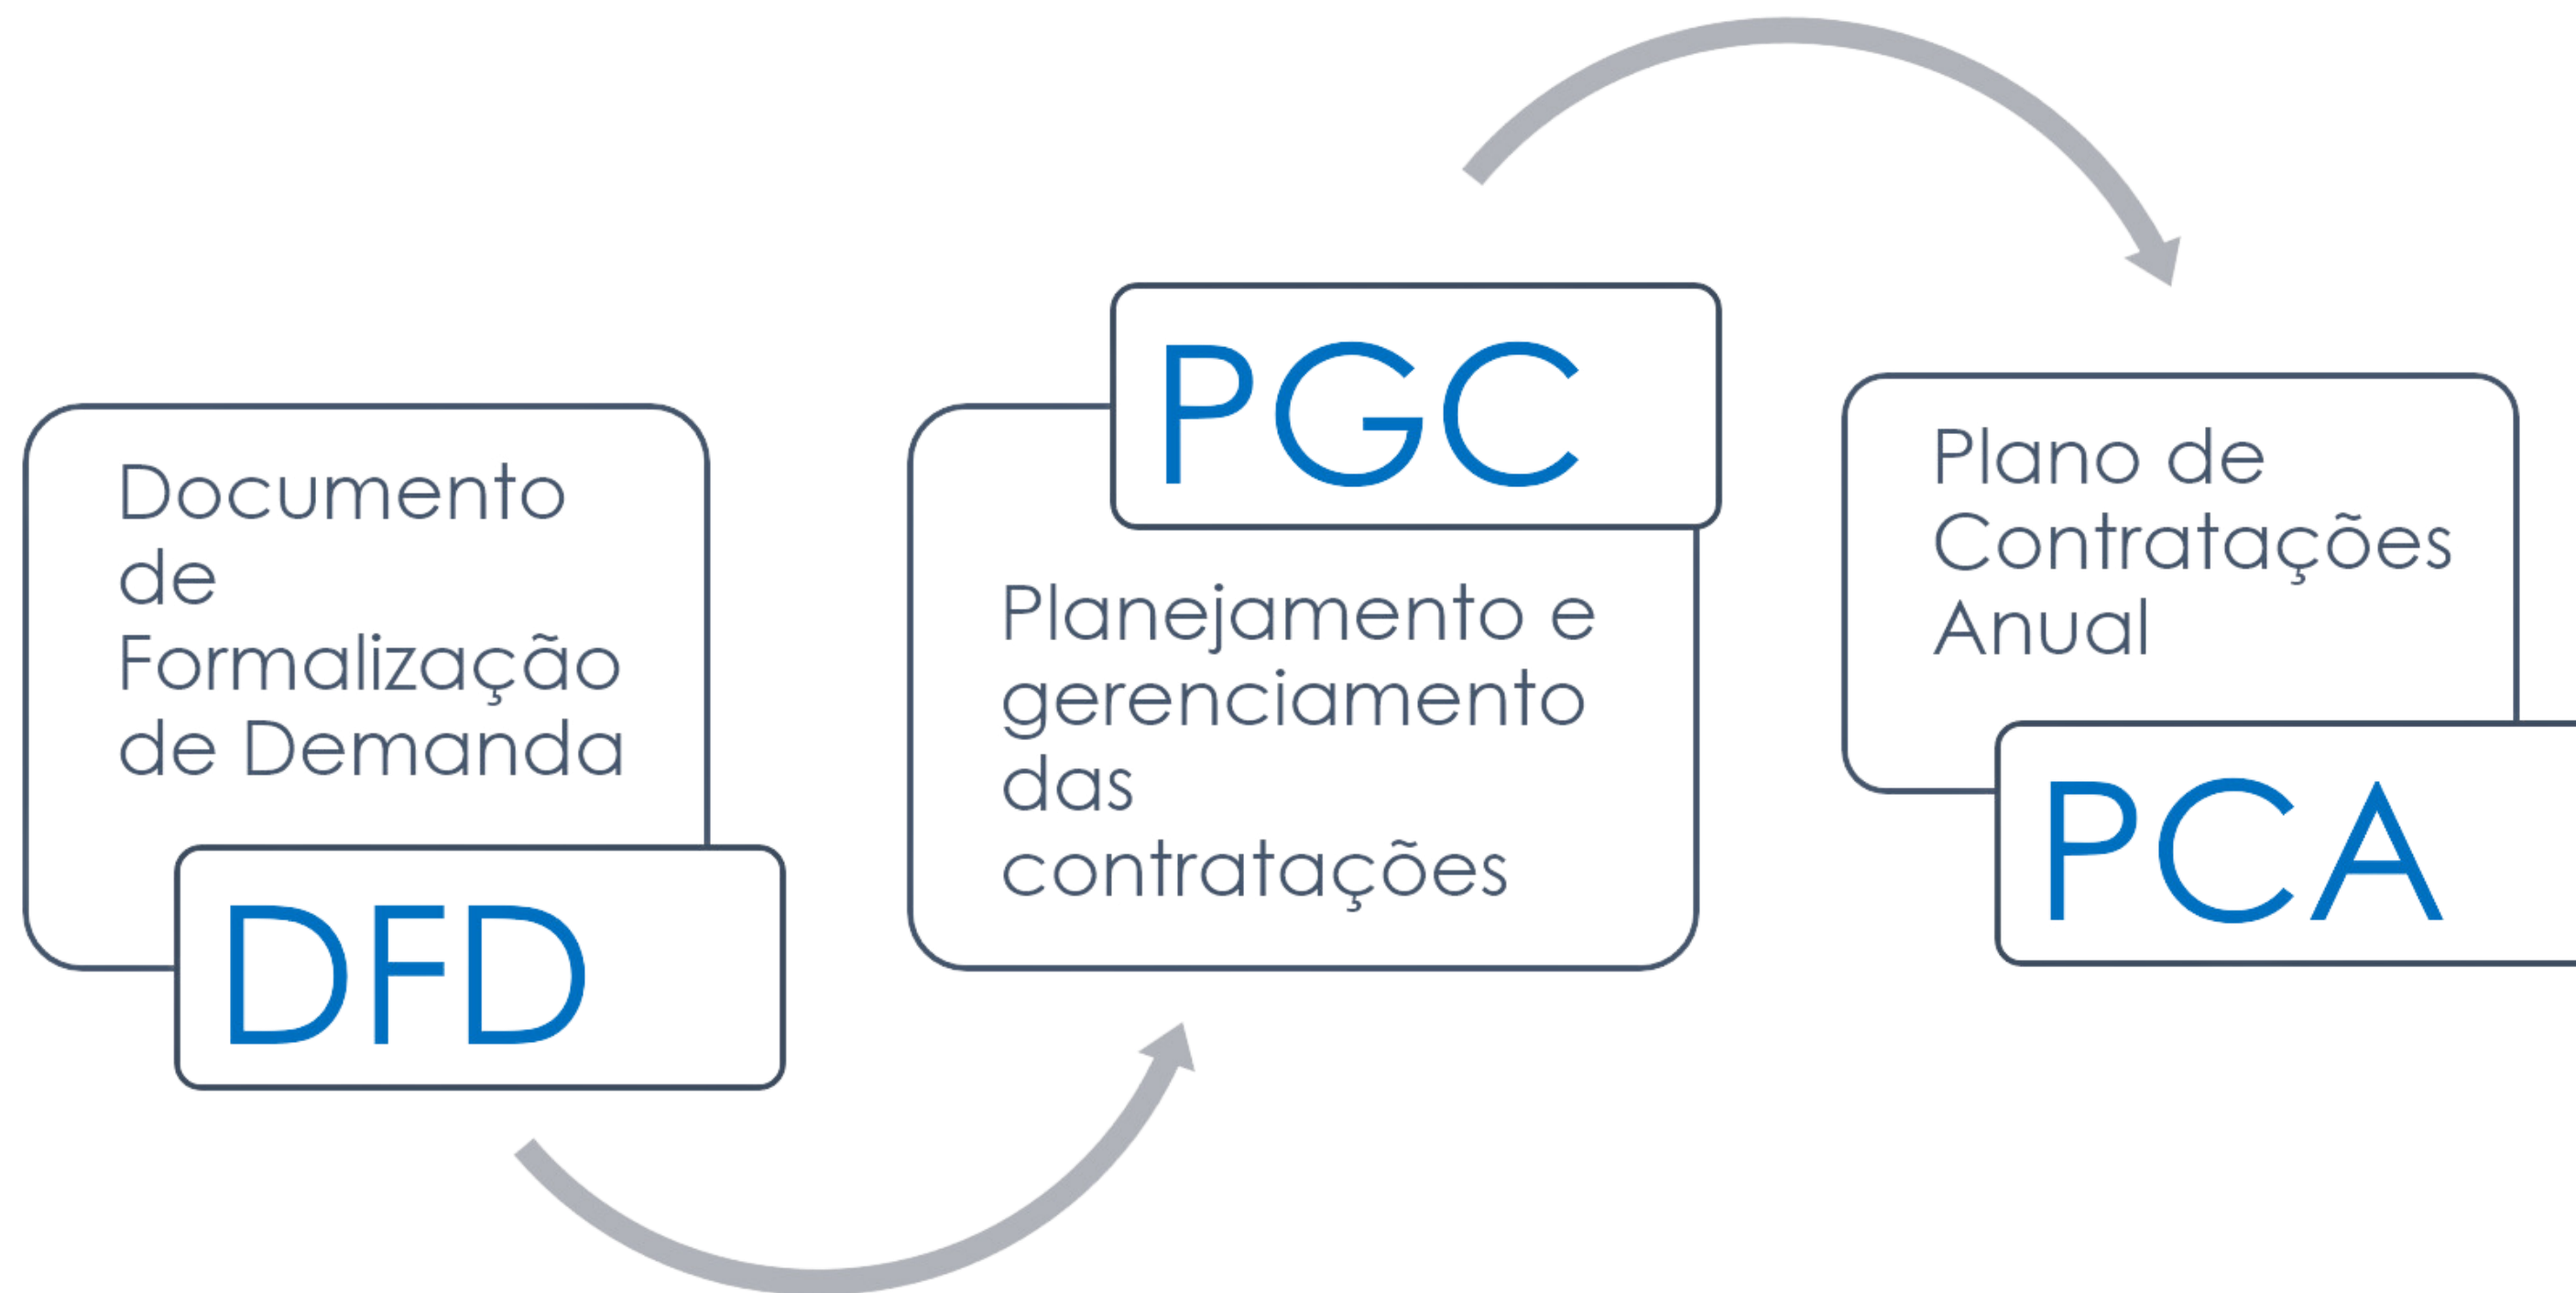 Documento
de
Formalização
de Demanda
DFD
PGC
Planejamento e
gerenciamento
das
contratações
Plano de
Contratações
Anual
PCA